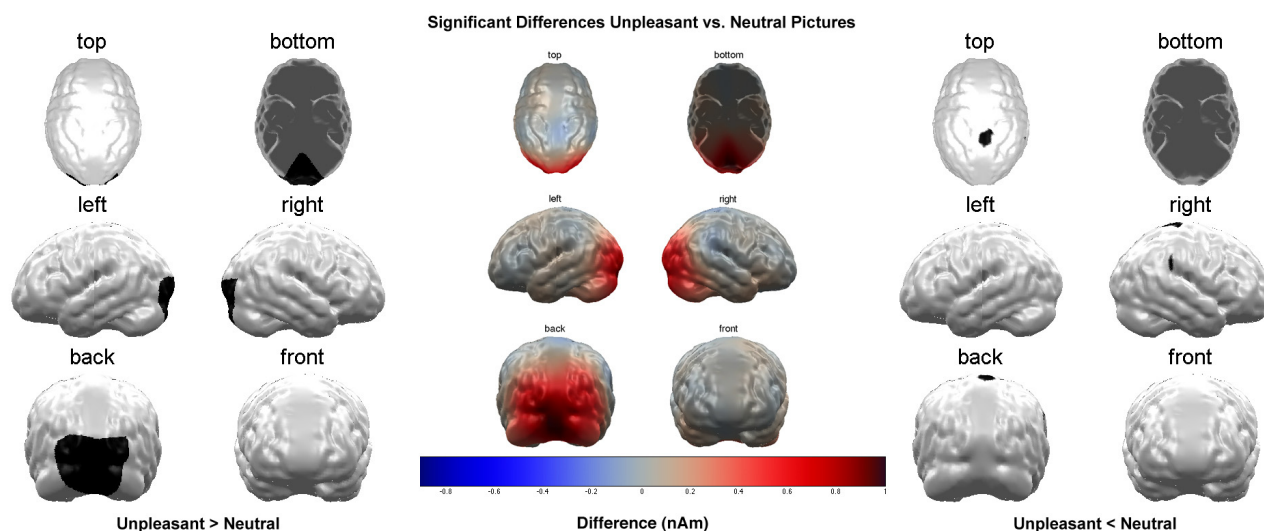 Significant Differences Unpleasant vs. Neutral Pictures
top bottom
left right
back front
Unpleasant > Neutral
top bottom
left right
back front
-0.8 -0.6 -0.4 -0.2 0 0.2 0.4 0.6 0.8 1
Difference (nAm)
top bottom
left right
back front
Unpleasant < Neutral